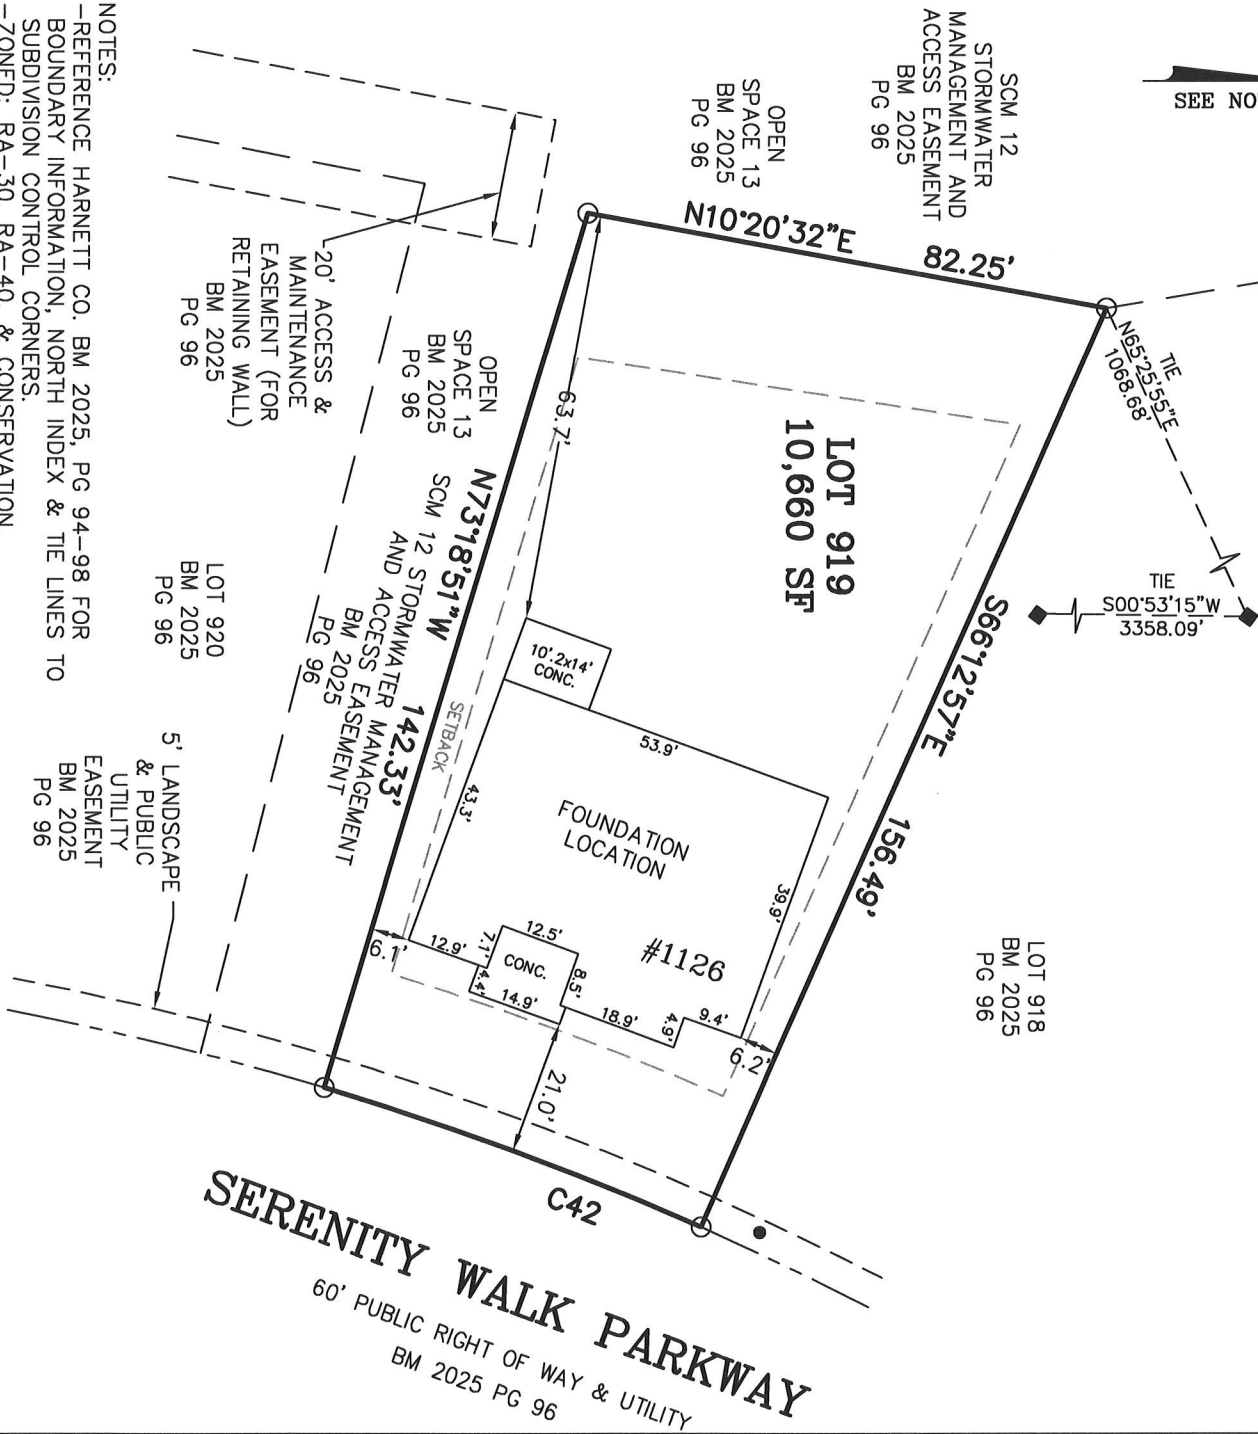 SEE NO
SCM 12
STORMWATER
MANAGEMENT AND
ACCESS EASEMENT
BM 2025
PG 96
OPEN
SPACE 13
BM 2025
PG 96
N10°20'32"E
82.25'
TIE
N65°25'55"E
1068.68'
TIE
S00°53'15"W
3358.09'
LOT 919
10,660 SF
S66°12'57"E
156.49'
LOT 918
BM 2025
PG 96
63.7'
10'.2x14'
CONC.
53.9'
43.3'
39.9'
FOUNDATION
LOCATION
#1126
12.5'
7.1'
CONC.
8.5'
12.9'
4.4'
14.9'
18.9'
4.9'
9.4'
6.1'
6.2'
21.0'
SETBACK
N73°18'51"W
142.33'
SCM 12 STORMWATER MANAGEMENT
AND ACCESS EASEMENT
BM 2025
PG 96
OPEN
SPACE 13
BM 2025
PG 96
20' ACCESS &
MAINTENANCE
EASEMENT (FOR
RETAINING WALL)
BM 2025
PG 96
LOT 920
BM 2025
PG 96
5' LANDSCAPE
& PUBLIC
UTILITY
EASEMENT
BM 2025
PG 96
C42
SERENITY WALK PARKWAY
60' PUBLIC RIGHT OF WAY & UTILITY
BM 2025 PG 96
NOTES:
-REFERENCE HARNETT CO. BM 2025, PG 94-98 FOR
BOUNDARY INFORMATION, NORTH INDEX & TIE LINES TO
SUBDIVISION CONTROL CORNERS.
-ZONED: RA-30, RA-40, & CONSERVATION